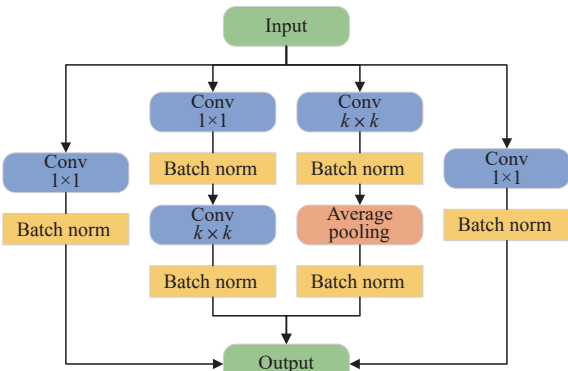 Input
Conv
1×1
Conv
k × k
Conv
1×1
Batch norm
Batch norm
Conv
1×1
Batch norm
Conv
k × k
Average
pooling
Batch norm
Batch norm
Batch norm
Output